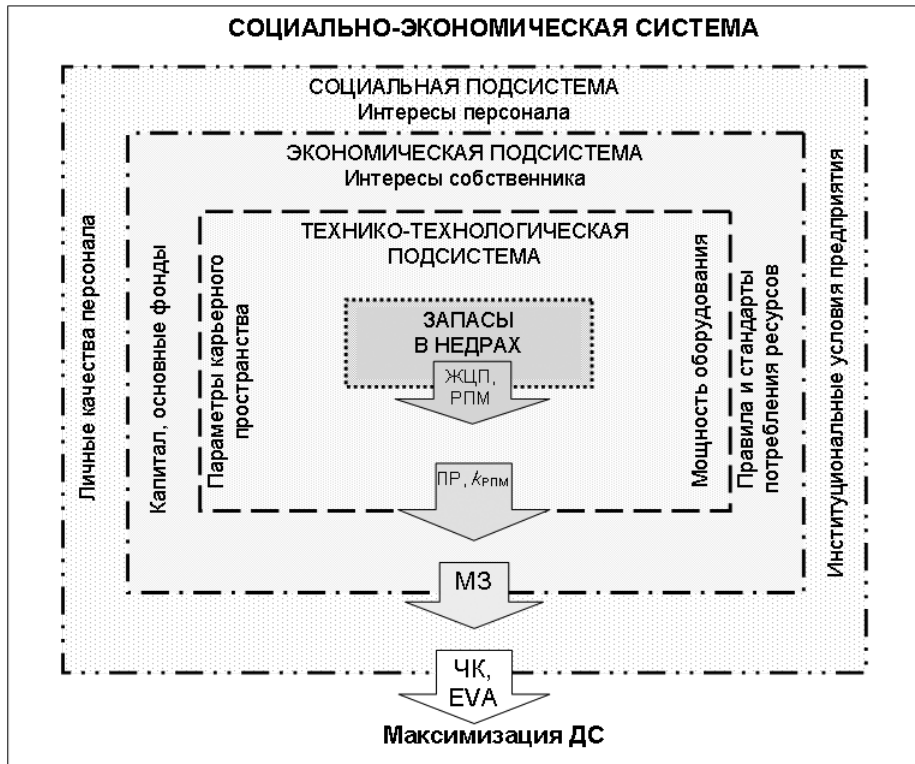 СОЦИАЛЬНО-ЭКОНОМИЧЕСКАЯ СИСТЕМА
СОЦИАЛЬНАЯ ПОДСИСТЕМА
Интересы персонала
ЭКОНОМИЧЕСКАЯ ПОДСИСТЕМА
Интересы собственника
ТЕХНИКО-ТЕХНОЛОГИЧЕСКАЯ
ПОДСИСТЕМА
Личные качества персонала
Капитал, основные фонды
Параметры карьерного
пространства
ЗАПАСЫ
В НЕДРАХ
ЖЦП,
РПМ
ПР, kРПМ
МЗ
ЧК,
EVA
Мощность оборудования
Правила и стандарты
потребления ресурсов
Институциональные условия предприятия
Максимизация ДС